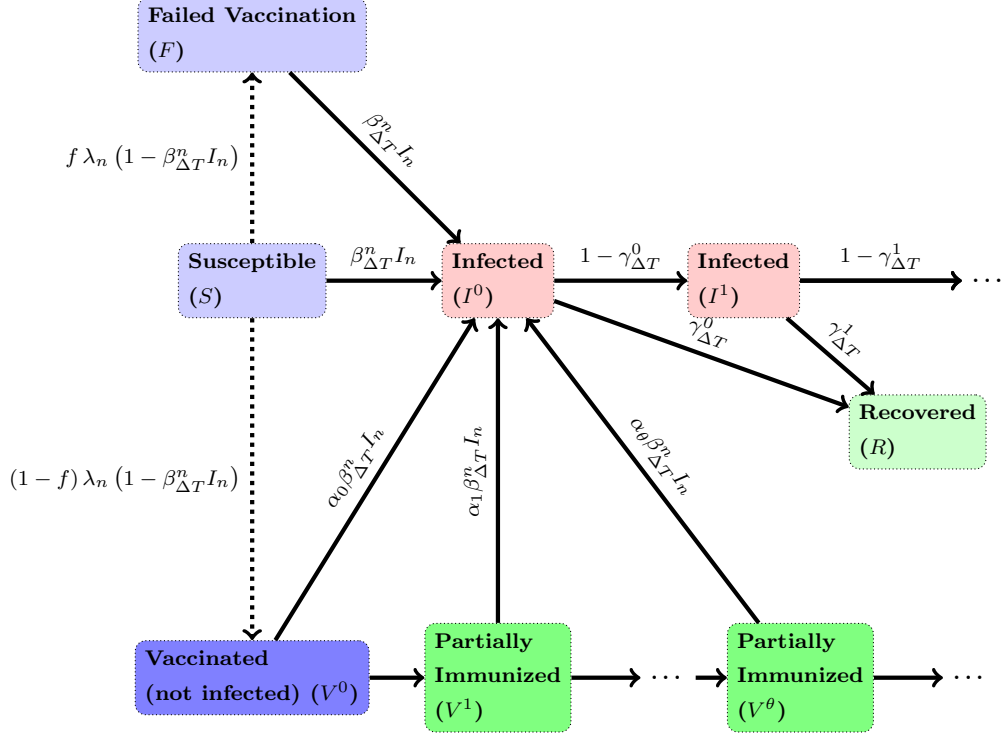 Failed Vaccination
(F)
β^n_{ΔT} I_n
f λ_n (1 − β^n_{ΔT} I_n)
Susceptible
(S)
β^n_{ΔT} I_n
Infected
(I^0)
1 − γ^0_{ΔT}
Infected
(I^1)
1 − γ^1_{ΔT}
⋯
γ^0_{ΔT}
γ^1_{ΔT}
Recovered
(R)
(1 − f) λ_n (1 − β^n_{ΔT} I_n)
α_0 β^n_{ΔT} I_n
α_1 β^n_{ΔT} I_n
α_θ β^n_{ΔT} I_n
Vaccinated
(not infected) (V^0)
Partially
Immunized
(V^1)
⋯
Partially
Immunized
(V^θ)
⋯